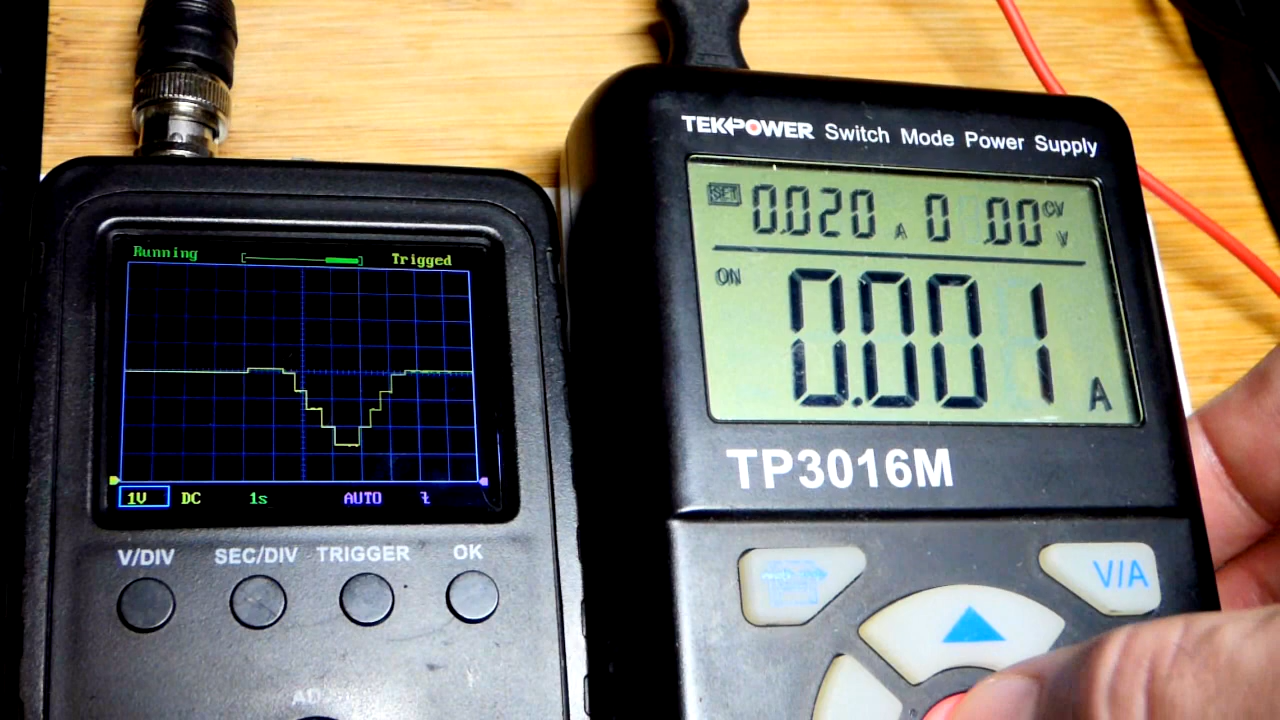 Running Trigged
1V DC 1s AUTO
V/DIV SEC/DIV TRIGGER OK
TEKPOWER Switch Mode Power Supply
SET 0.020 A 0.00 CV V
ON 0.001 A
TP3016M
V/A